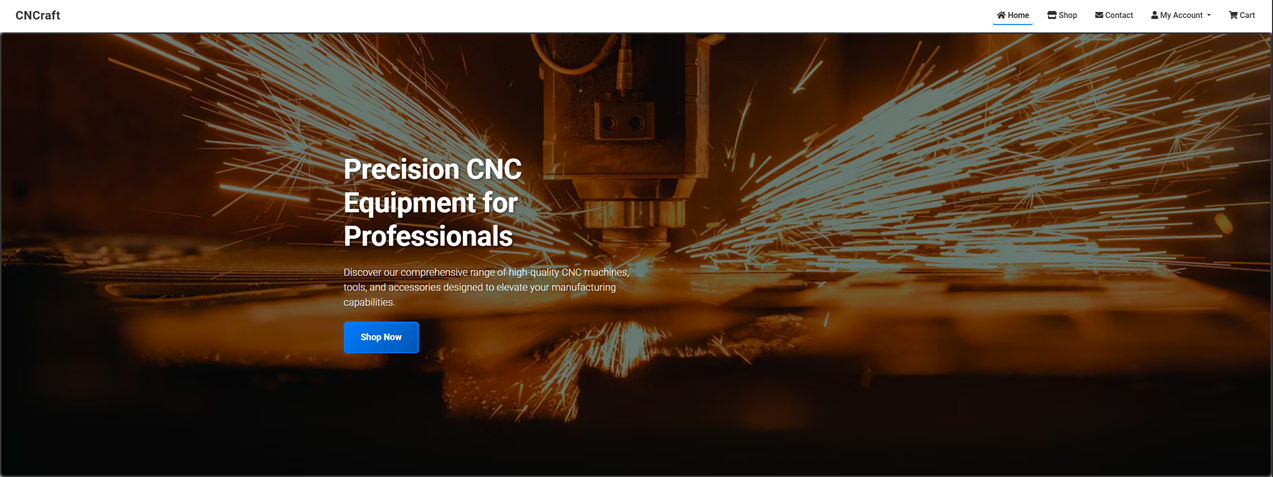 CNCraft
Home
Shop
Contact
My Account
Cart
Precision CNC
Equipment for
Professionals
Discover our comprehensive range of high-quality CNC machines,
tools, and accessories designed to elevate your manufacturing
capabilities.
Shop Now